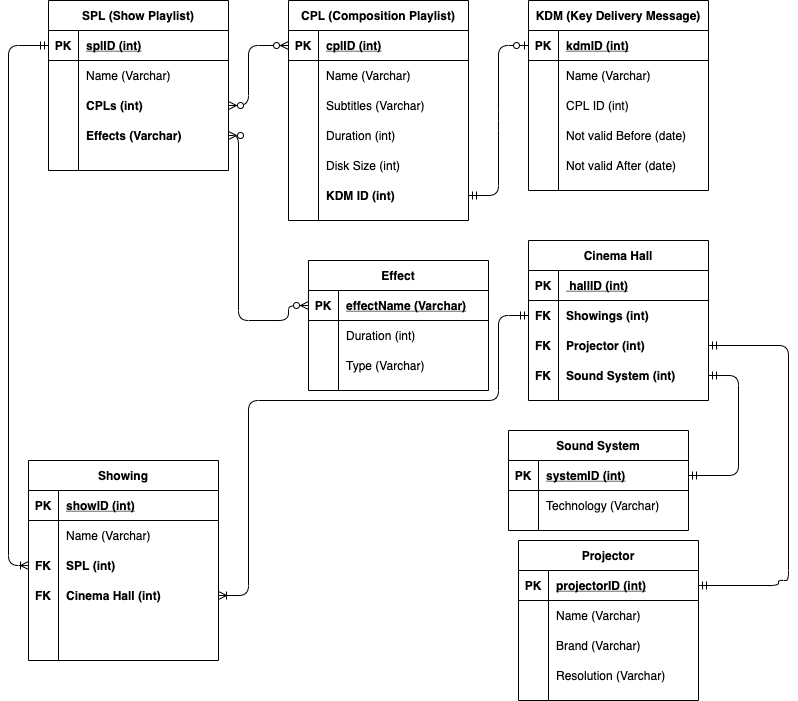 SPL (Show Playlist)
PK splID (int)
Name (Varchar)
CPLs (int)
Effects (Varchar)
CPL (Composition Playlist)
PK cplID (int)
Name (Varchar)
Subtitles (Varchar)
Duration (int)
Disk Size (int)
KDM ID (int)
KDM (Key Delivery Message)
PK kdmID (int)
Name (Varchar)
CPL ID (int)
Not valid Before (date)
Not valid After (date)
Effect
PK effectName (Varchar)
Duration (int)
Type (Varchar)
Cinema Hall
PK hallID (int)
FK Showings (int)
FK Projector (int)
FK Sound System (int)
Sound System
PK systemID (int)
Technology (Varchar)
Showing
PK showID (int)
Name (Varchar)
FK SPL (int)
FK Cinema Hall (int)
Projector
PK projectorID (int)
Name (Varchar)
Brand (Varchar)
Resolution (Varchar)